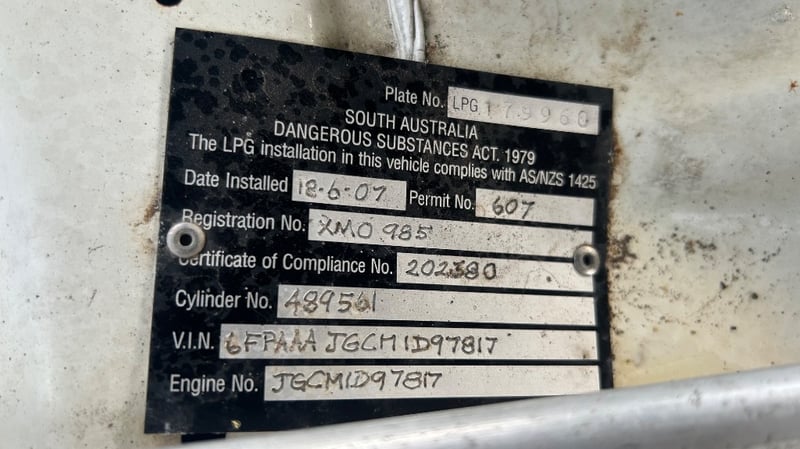 Plate No. LPG 179960
SOUTH AUSTRALIA
DANGEROUS SUBSTANCES ACT. 1979
The LPG installation in this vehicle complies with AS/NZS 1425
Date Installed 18-6-07 Permit No. 607
Registration No. XMO 985
Certificate of Compliance No. 202380
Cylinder No. 489561
V.I.N. 6FPAAAJGCM1D97817
Engine No. JGCM1D97817